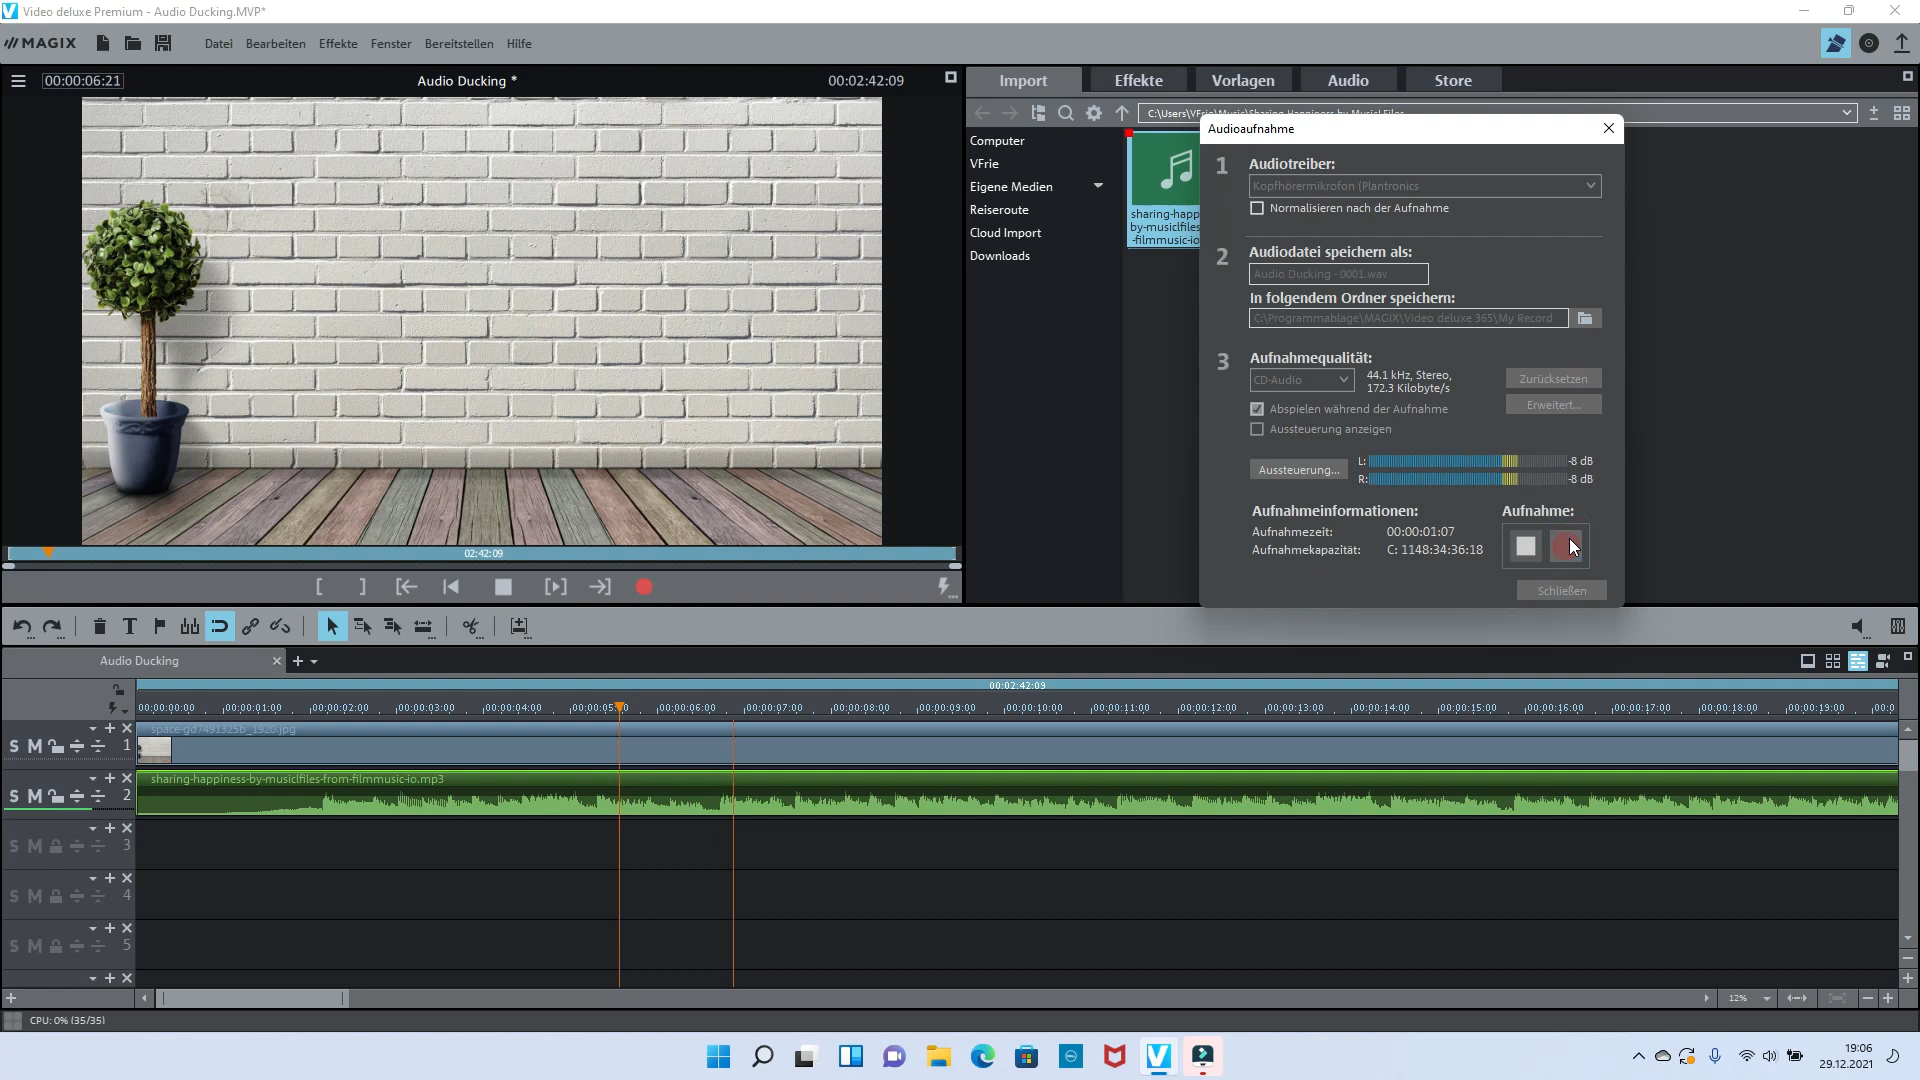 Video deluxe Premium - Audio Ducking.MVP*
MAGIX
Datei Bearbeiten Effekte Fenster Bereitstellen Hilfe
00:00:06:21
Audio Ducking *
00:02:42:09
Import
Effekte
Vorlagen
Audio
Store
C:\Users\VFrie\Music\Sharing Happiness by Music! Files
Computer
VFrie
Eigene Medien
Reiseroute
Cloud Import
Downloads
sharing-happ
by-musiclfiles
-filmmusic-io
Audioaufnahme
1 Audiotreiber:
Kopfhörermikrofon (Plantronics
Normalisieren nach der Aufnahme
2 Audiodatei speichern als:
Audio Ducking - 0001.wav
In folgendem Ordner speichern:
C:\Programmablage\MAGIX\Video deluxe 365\My Record
3 Aufnahmequalität:
CD-Audio
44.1 kHz, Stereo,
172.3 Kilobyte/s
Zurücksetzen
Abspielen während der Aufnahme
Erweitert...
Aussteuerung anzeigen
Aussteuerung...
L: -8 dB
R: -8 dB
Aufnahmeinformationen:
Aufnahme:
Aufnahmezeit: 00:00:01:07
Aufnahmekapazität: C: 1148:34:36:18
Schließen
02:42:09
Audio Ducking
00:02:42:09
00:00:00:00 00:00:01:00 00:00:02:00 00:00:03:00 00:00:04:00 00:00:05:00 00:00:06:00 00:00:07:00 00:00:08:00 00:00:09:00 00:00:10:00 00:00:11:00 00:00:12:00 00:00:13:00 00:00:14:00 00:00:15:00 00:00:16:00 00:00:17:00 00:00:18:00 00:00:19:00 00:0
space-gd7491325b_1920.jpg
S M 1
sharing-happiness-by-musiclfiles-from-filmmusic-io.mp3
S M 2
S M 3
S M 4
S M 5
12%
CPU: 0% (35/35)
19:06
29.12.2021